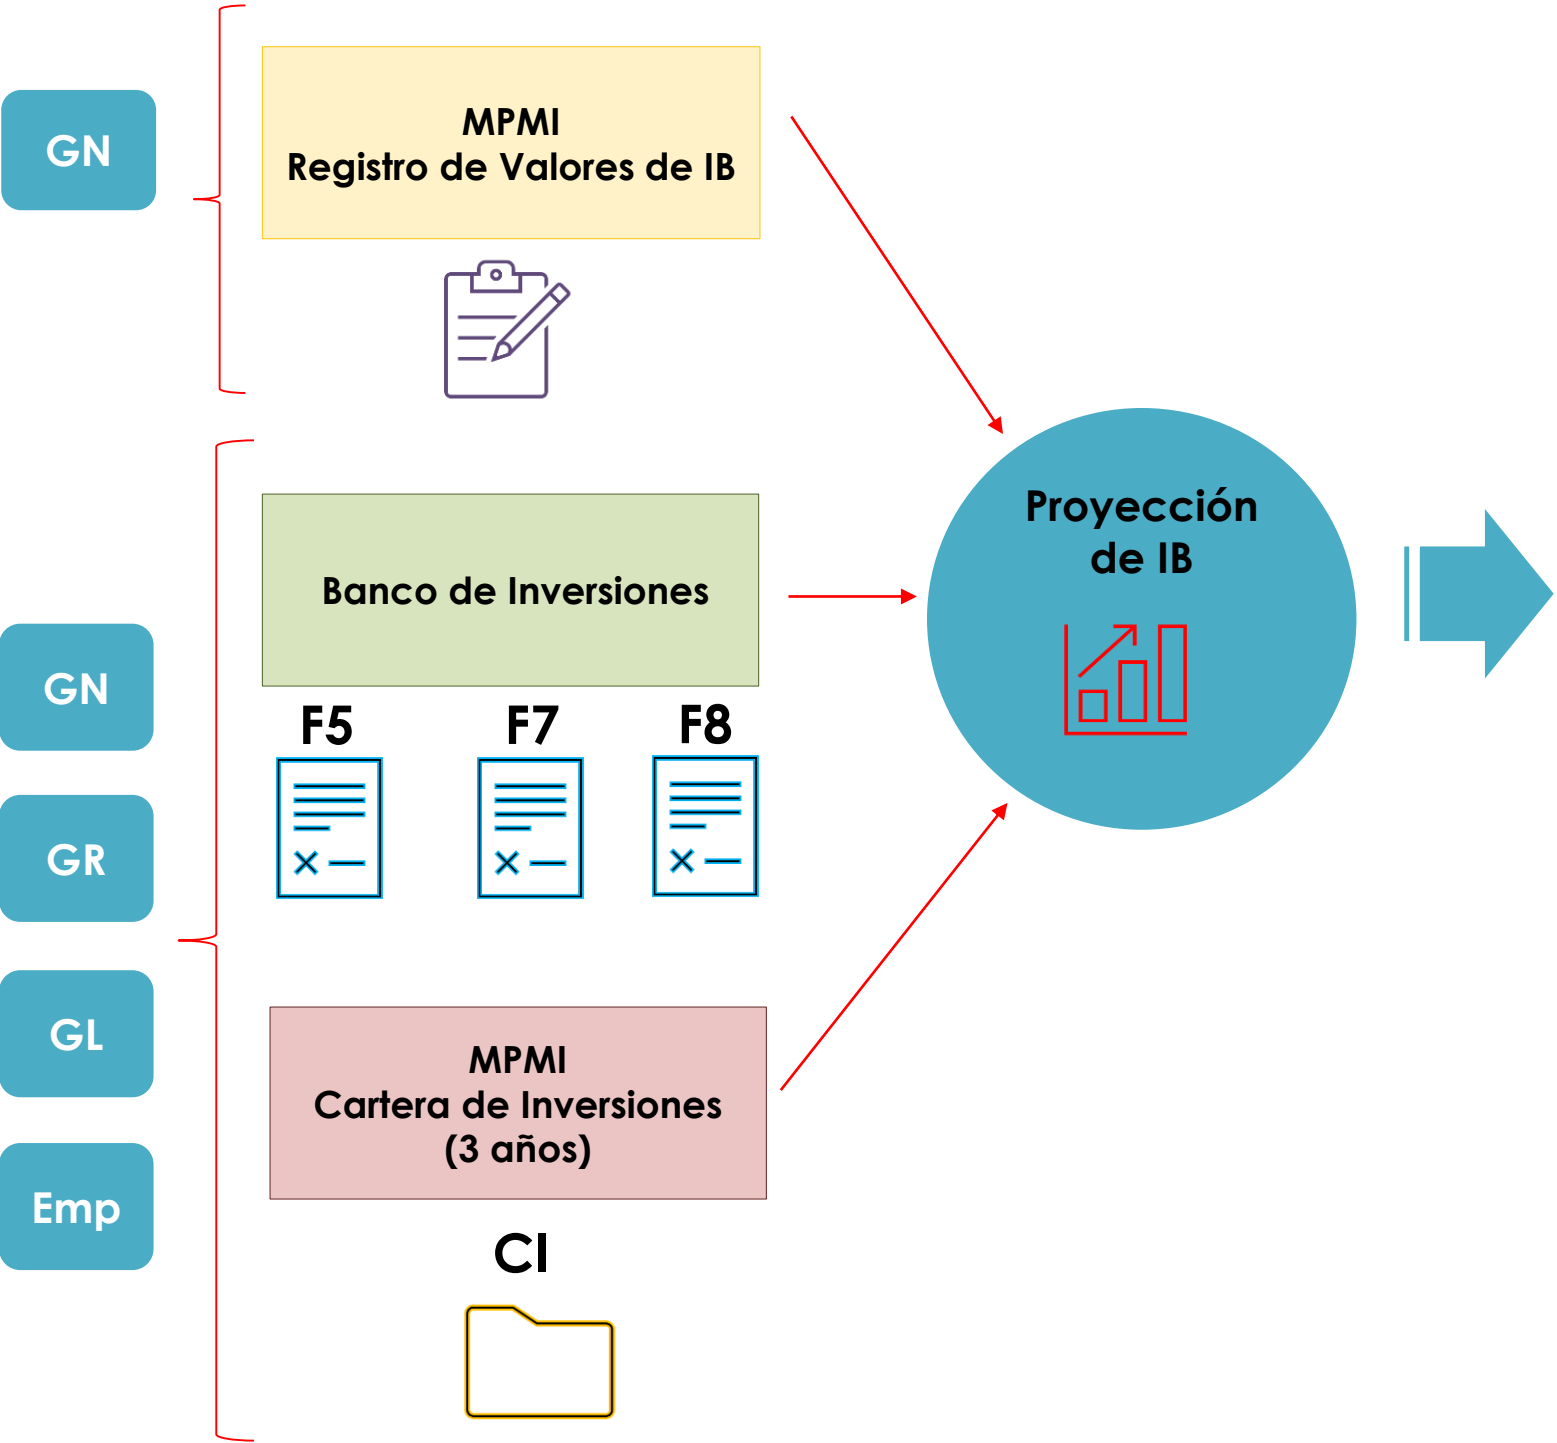 GN
MPMI
Registro de Valores de IB
Proyección
de IB
Banco de Inversiones
F5
F7
F8
GN
GR
GL
Emp
MPMI
Cartera de Inversiones
(3 años)
CI